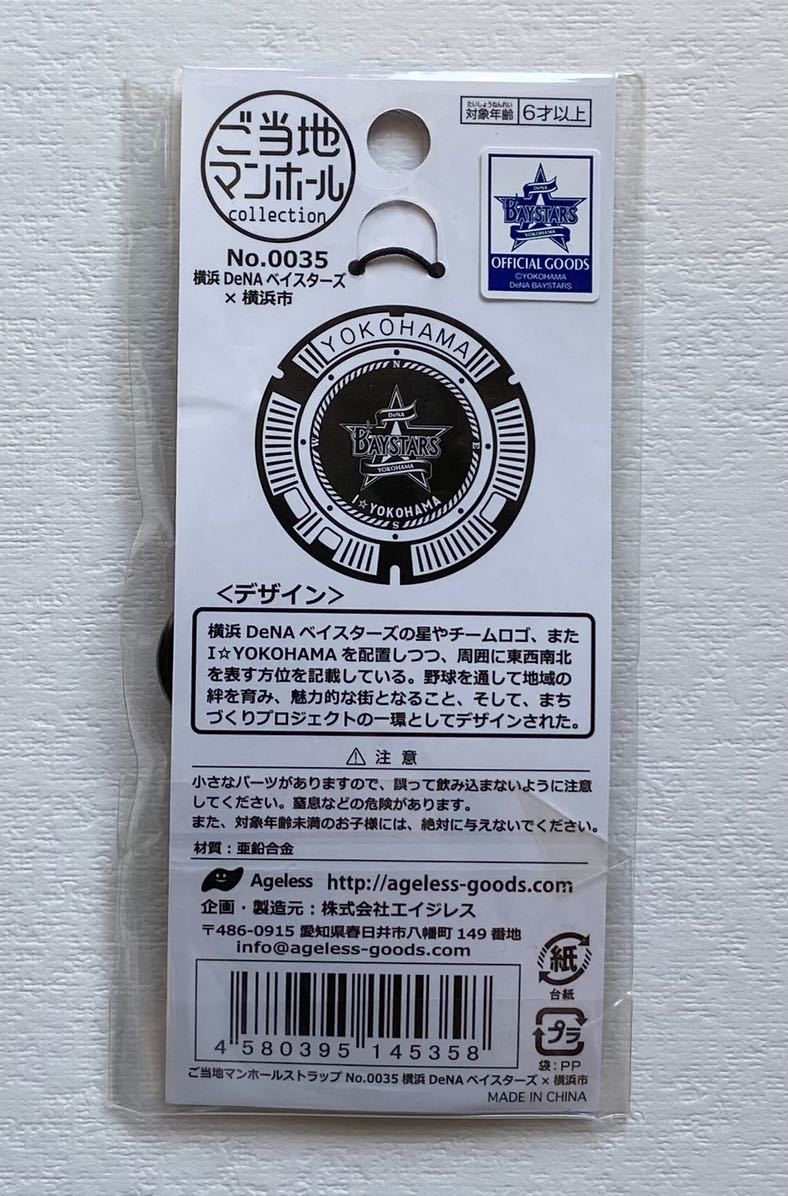 ご当地
マンホール
collection
No.0035
横浜 DeNA ベイスターズ
× 横浜市
たいしょうねんれい
対象年齢 6才以上
DeNA
BAYSTARS
YOKOHAMA
OFFICIAL GOODS
©YOKOHAMA
DeNA BAYSTARS
YOKOHAMA
N
DeNA
W BAYSTARS E
YOKOHAMA
I☆YOKOHAMA
S
＜デザイン＞
横浜 DeNA ベイスターズの星やチームロゴ、また
I☆YOKOHAMA を配置しつつ、周囲に東西南北
を表す方位を記載している。野球を通して地域の
絆を育み、魅力的な街となること、そして、まち
づくりプロジェクトの一環としてデザインされた。
⚠ 注 意
小さなパーツがありますので、誤って飲み込まないように注意
してください。窒息などの危険があります。
また、対象年齢未満のお子様には、絶対に与えないでください。
材質：亜鉛合金
Ageless http://ageless-goods.com
企画・製造元：株式会社エイジレス
〒486-0915 愛知県春日井市八幡町 149 番地
info@ageless-goods.com
紙
台紙
プラ
袋：PP
4 580395 145358
ご当地マンホールストラップ No.0035 横浜 DeNA ベイスターズ × 横浜市
MADE IN CHINA